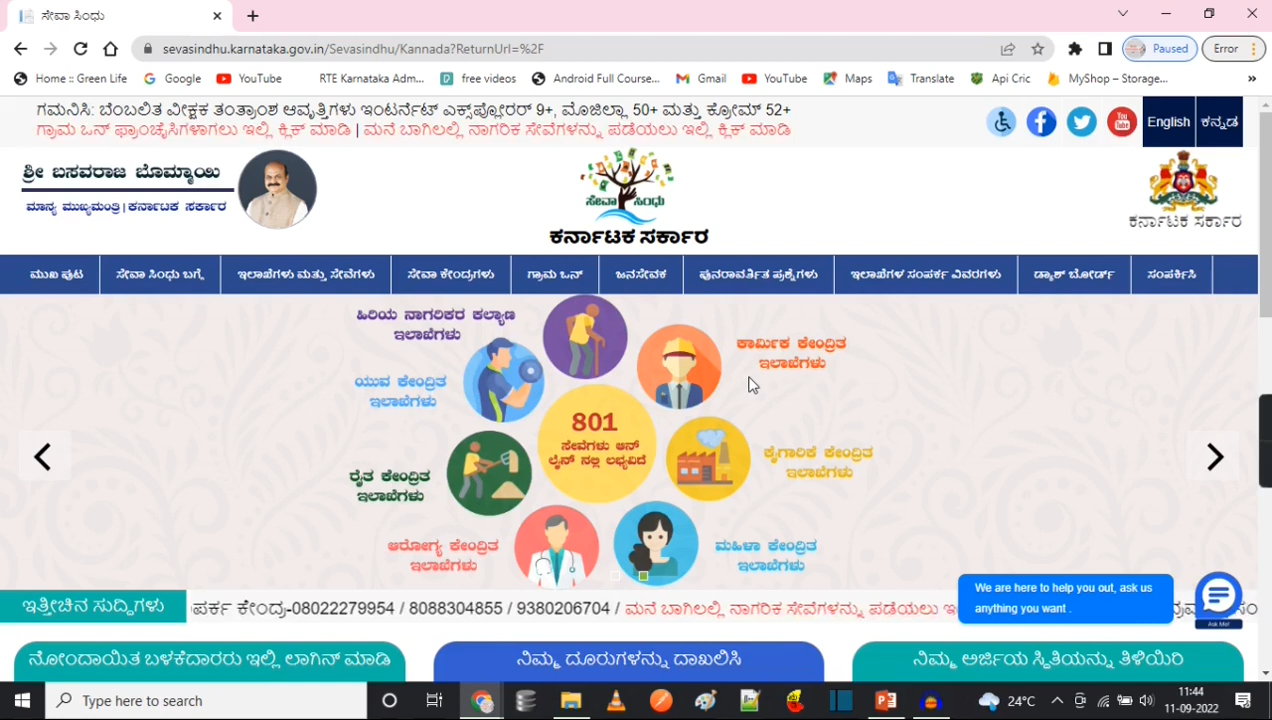 ಸೇವಾ ಸಿಂಧು
sevasindhu.karnataka.gov.in/Sevasindhu/Kannada?ReturnUrl=%2F
Paused
Error
Home :: Green Life
Google
YouTube
RTE Karnataka Adm...
free videos
Android Full Course...
Gmail
YouTube
Maps
Translate
Api Cric
MyShop – Storage...
ಗಮನಿಸಿ: ಬೆಂಬಲಿತ ವೀಕ್ಷಕ ತಂತ್ರಾಂಶ ಆವೃತ್ತಿಗಳು ಇಂಟರ್ನೆಟ್ ಎಕ್ಸ್‌ಪ್ಲೋರರ್ 9+, ಮೊಜಿಲ್ಲಾ 50+ ಮತ್ತು ಕ್ರೋಮ್ 52+
ಗ್ರಾಮ ಒನ್ ಫ್ರಾಂಚೈಸಿಗಳಾಗಲು ಇಲ್ಲಿ ಕ್ಲಿಕ್ ಮಾಡಿ | ಮನೆ ಬಾಗಿಲಲ್ಲಿ ನಾಗರಿಕ ಸೇವೆಗಳನ್ನು ಪಡೆಯಲು ಇಲ್ಲಿ ಕ್ಲಿಕ್ ಮಾಡಿ
You Tube
English
ಕನ್ನಡ
ಶ್ರೀ ಬಸವರಾಜ ಬೊಮ್ಮಾಯಿ
ಮಾನ್ಯ ಮುಖ್ಯಮಂತ್ರಿ | ಕರ್ನಾಟಕ ಸರ್ಕಾರ
ಸೇವಾ ಸಿಂಧು
ಕರ್ನಾಟಕ ಸರ್ಕಾರ
ಕರ್ನಾಟಕ ಸರ್ಕಾರ
ಮುಖ ಪುಟ
ಸೇವಾ ಸಿಂಧು ಬಗ್ಗೆ
ಇಲಾಖೆಗಳು ಮತ್ತು ಸೇವೆಗಳು
ಸೇವಾ ಕೇಂದ್ರಗಳು
ಗ್ರಾಮ ಒನ್
ಜನಸೇವಕ
ಪುನರಾವರ್ತಿತ ಪ್ರಶ್ನೆಗಳು
ಇಲಾಖೆಗಳ ಸಂಪರ್ಕ ವಿವರಗಳು
ಡ್ಯಾಶ್ ಬೋರ್ಡ್
ಸಂಪರ್ಕಿಸಿ
ಹಿರಿಯ ನಾಗರಿಕರ ಕಲ್ಯಾಣ
ಇಲಾಖೆಗಳು
ಕಾರ್ಮಿಕ ಕೇಂದ್ರಿತ
ಇಲಾಖೆಗಳು
ಯುವ ಕೇಂದ್ರಿತ
ಇಲಾಖೆಗಳು
801
ಸೇವೆಗಳು ಆನ್
ಲೈನ್ ನಲ್ಲಿ ಲಭ್ಯವಿದೆ
ಕೈಗಾರಿಕೆ ಕೇಂದ್ರಿತ
ಇಲಾಖೆಗಳು
ರೈತ ಕೇಂದ್ರಿತ
ಇಲಾಖೆಗಳು
ಆರೋಗ್ಯ ಕೇಂದ್ರಿತ
ಇಲಾಖೆಗಳು
ಮಹಿಳಾ ಕೇಂದ್ರಿತ
ಇಲಾಖೆಗಳು
We are here to help you out, ask us
anything you want .
Ask Me!
ಇತ್ತೀಚಿನ ಸುದ್ದಿಗಳು
ಕೇಂದ್ರ-08022279954 / 8088304855 / 9380206704 / ಮನೆ ಬಾಗಿಲಲ್ಲಿ ನಾಗರಿಕ ಸೇವೆಗಳನ್ನು ಪಡೆಯಲು
ನೋಂದಾಯಿತ ಬಳಕೆದಾರರು ಇಲ್ಲಿ ಲಾಗಿನ್ ಮಾಡಿ
ನಿಮ್ಮ ದೂರುಗಳನ್ನು ದಾಖಲಿಸಿ
ನಿಮ್ಮ ಅರ್ಜಿಯ ಸ್ಥಿತಿಯನ್ನು ತಿಳಿಯಿರಿ
Type here to search
24°C
11:44
11-09-2022